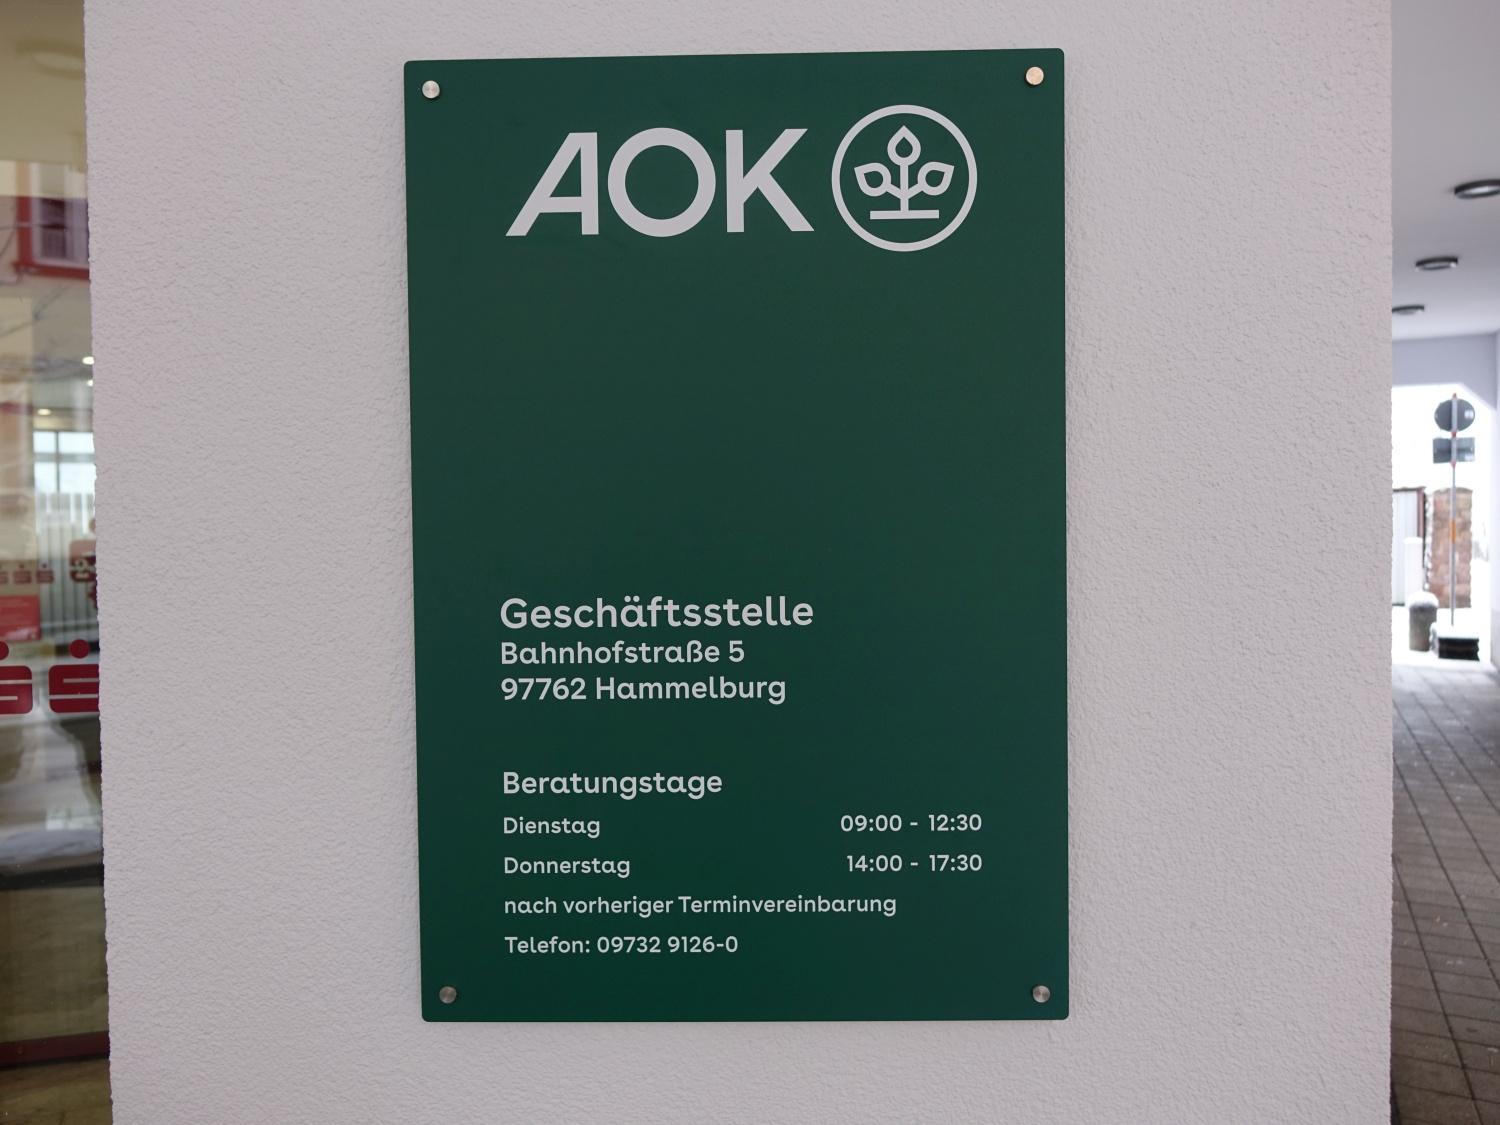 AOK
Geschäftsstelle
Bahnhofstraße 5
97762 Hammelburg
Beratungstage
Dienstag 09:00 - 12:30
Donnerstag 14:00 - 17:30
nach vorheriger Terminvereinbarung
Telefon: 09732 9126-0